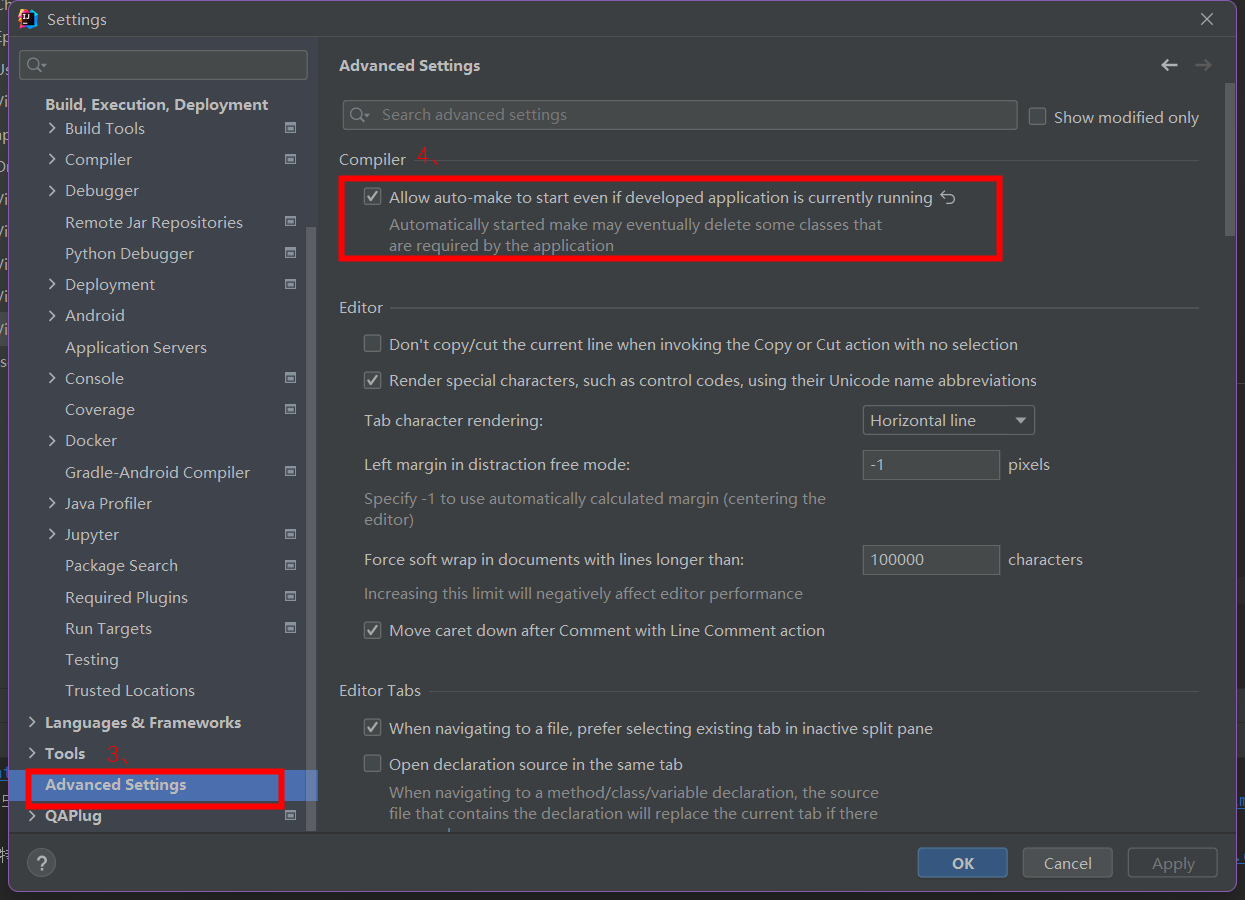 Settings
Build, Execution, Deployment
Build Tools
Compiler
Debugger
Remote Jar Repositories
Python Debugger
Deployment
Android
Application Servers
Console
Coverage
Docker
Gradle-Android Compiler
Java Profiler
Jupyter
Package Search
Required Plugins
Run Targets
Testing
Trusted Locations
Languages & Frameworks
Tools
3、
Advanced Settings
QAPlug
Advanced Settings
Search advanced settings
Show modified only
Compiler
4、
Allow auto-make to start even if developed application is currently running
Automatically started make may eventually delete some classes that
are required by the application
Editor
Don't copy/cut the current line when invoking the Copy or Cut action with no selection
Render special characters, such as control codes, using their Unicode name abbreviations
Tab character rendering:
Horizontal line
Left margin in distraction free mode:
-1
pixels
Specify -1 to use automatically calculated margin (centering the
editor)
Force soft wrap in documents with lines longer than:
100000
characters
Increasing this limit will negatively affect editor performance
Move caret down after Comment with Line Comment action
Editor Tabs
When navigating to a file, prefer selecting existing tab in inactive split pane
Open declaration source in the same tab
When navigating to a method/class/variable declaration, the source
file that contains the declaration will replace the current tab if there
?
OK
Cancel
Apply